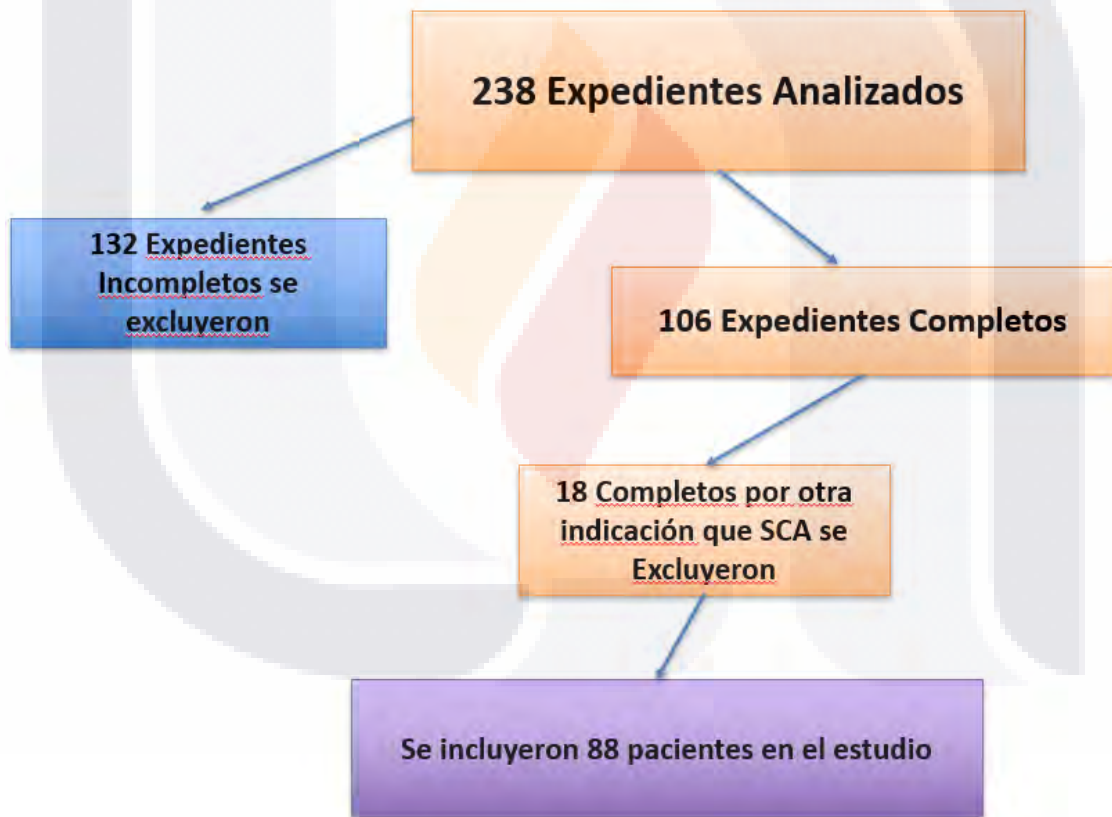 238 Expedientes Analizados
132 Expedientes
Incompletos se
excluyeron
106 Expedientes Completos
18 Completos por otra
indicación que SCA se
Excluyeron
Se incluyeron 88 pacientes en el estudio